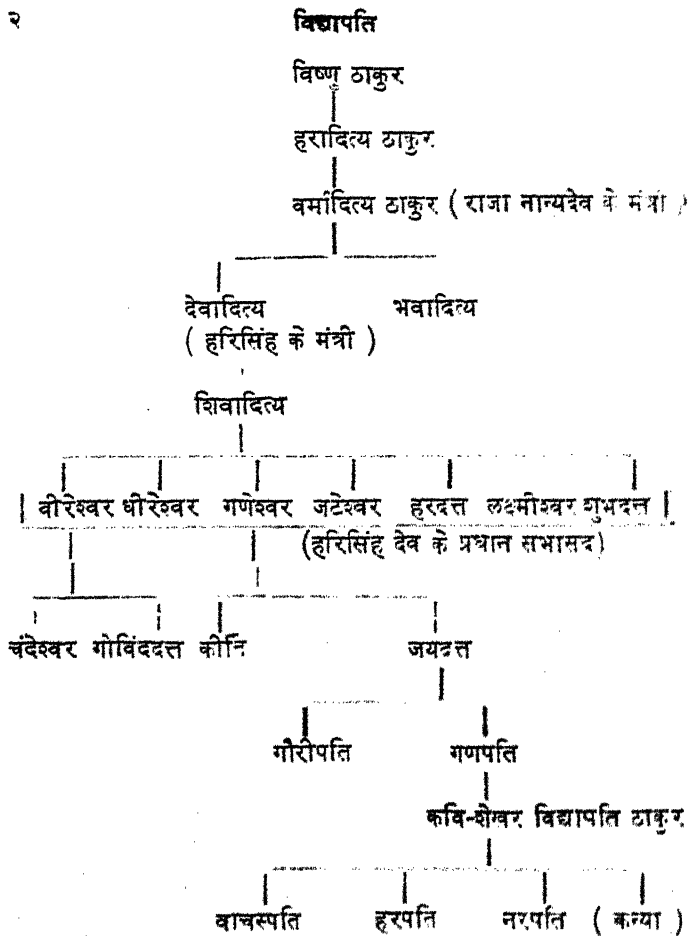 २ विद्यापति
विष्णु ठाकुर
हरादित्य ठाकुर
वर्मादित्य ठाकुर ( राजा नान्यदेव के मंत्री )
देवादित्य भवादित्य
( हरिसिंह के मंत्री )
शिवादित्य
वीरेश्वर धीरेश्वर गणेश्वर जटेश्वर हरदत्त लक्ष्मीश्वर शुभदत्त
(हरिसिंह देव के प्रधान सभासद)
चंदेश्वर गोविंददत्त कीर्ति जयदत्त
गौरीपति गणपति
कवि-शेखर विद्यापति ठाकुर
वाचस्पति हरपति नरपति ( कन्या )